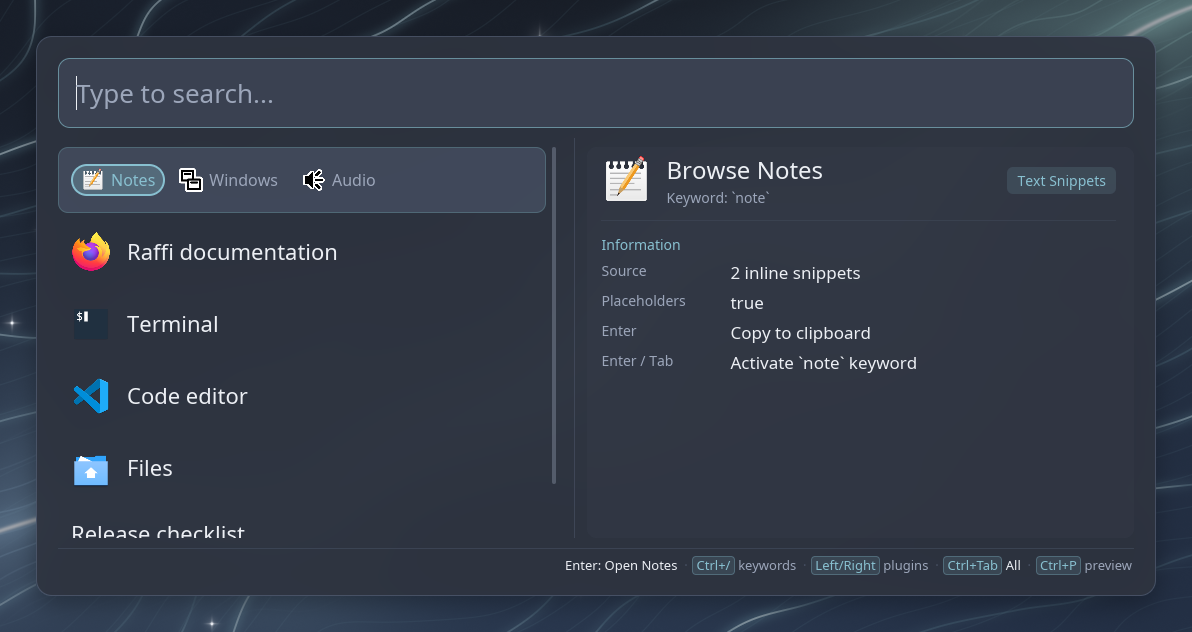 Type to search...
Notes Windows Audio
Raffi documentation
$
Terminal
Code editor
Files
Release checklist
Browse Notes
Keyword: `note`
Text Snippets
Information
Source 2 inline snippets
Placeholders true
Enter Copy to clipboard
Enter / Tab Activate `note` keyword
Enter: Open Notes · Ctrl+/ keywords · Left/Right plugins · Ctrl+Tab All · Ctrl+P preview